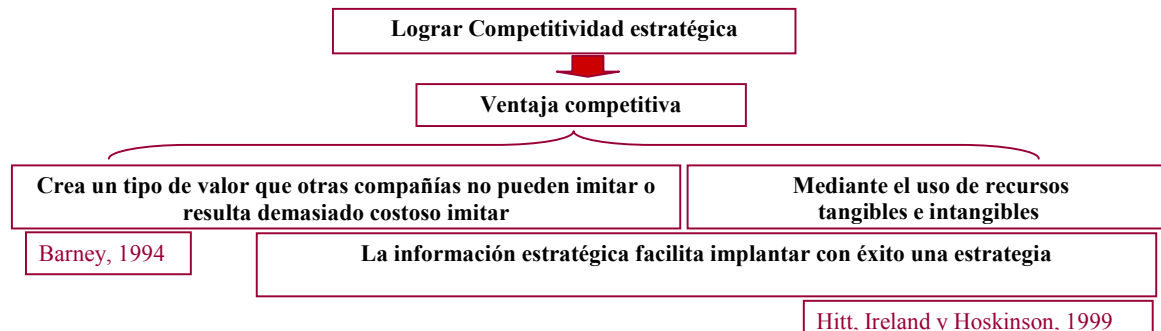 Lograr Competitividad estratégica
Ventaja competitiva
Crea un tipo de valor que otras compañías no pueden imitar o
resulta demasiado costoso imitar
Mediante el uso de recursos
tangibles e intangibles
Barney, 1994
La información estratégica facilita implantar con éxito una estrategia
Hitt, Ireland y Hoskinson, 1999